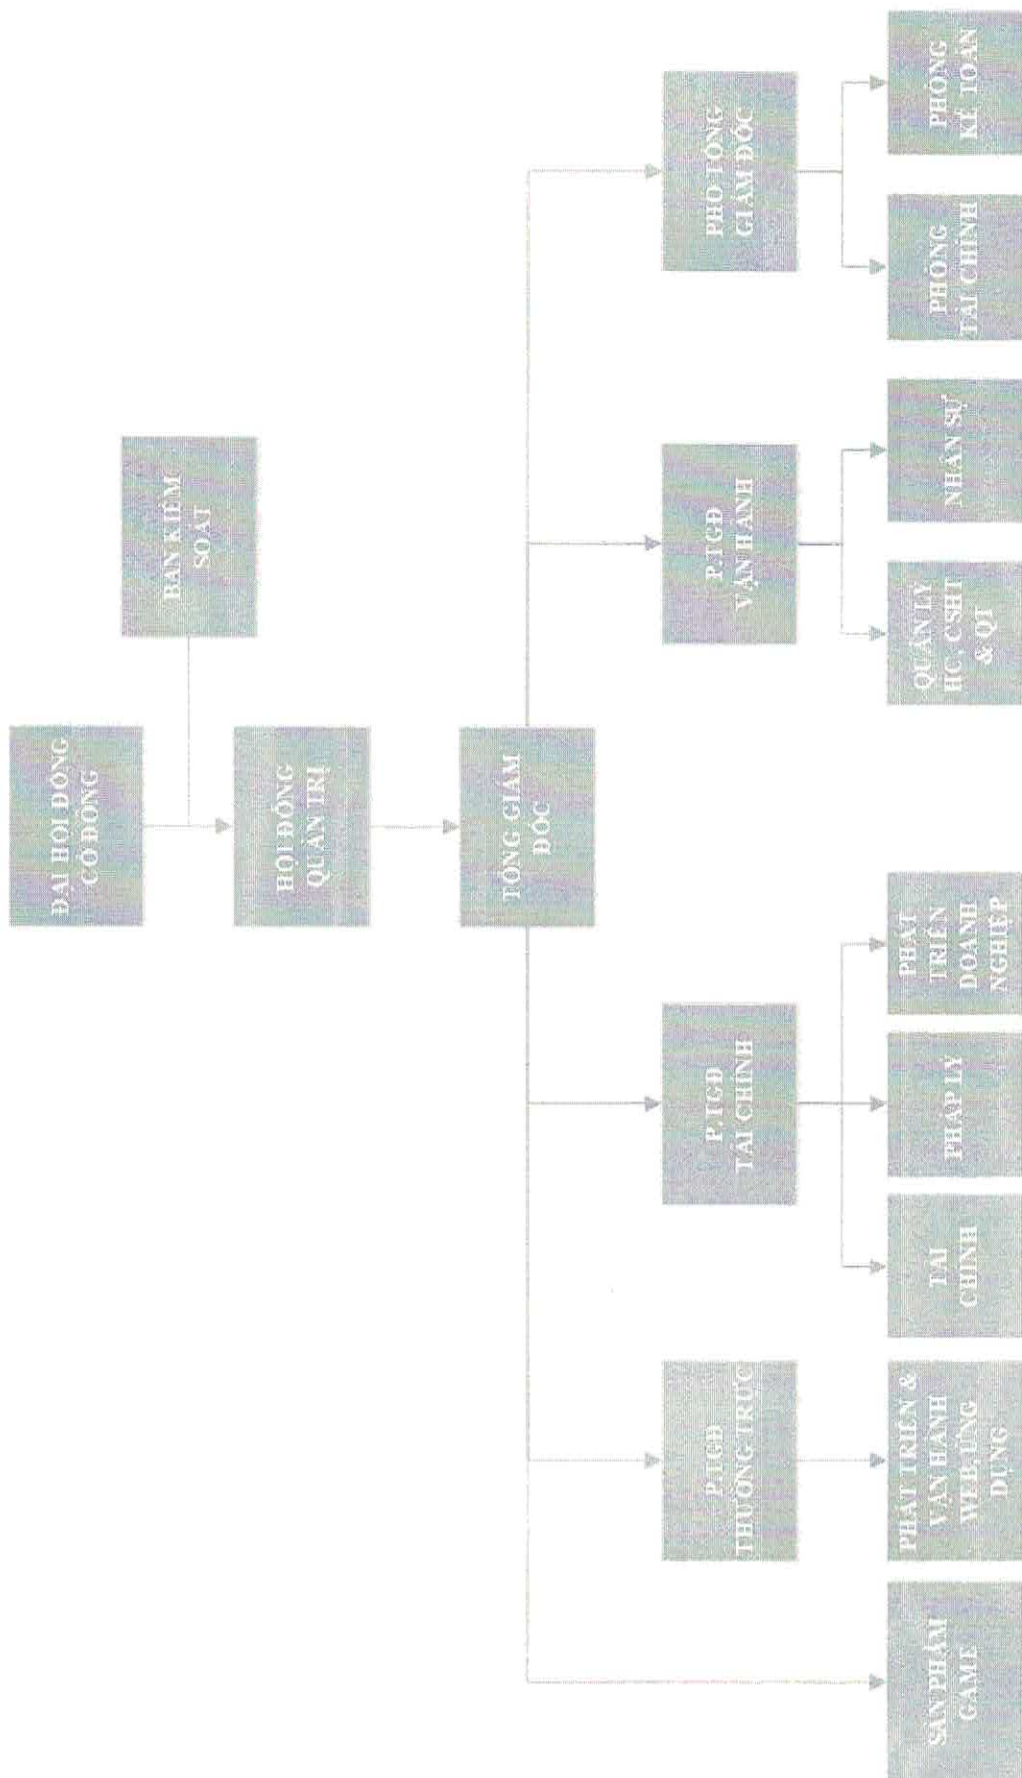 ĐẠI HỘI ĐỒNG
CỔ ĐÔNG
BAN KIỂM
SOÁT
HỘI ĐỒNG
QUẢN TRỊ
TỔNG GIÁM
ĐỐC
P.TGĐ
THƯỜNG TRỰC
P.TGĐ
TÀI CHÍNH
P.TGĐ
VẬN HÀNH
PHÓ TỔNG
GIÁM ĐỐC
SẢN PHẨM
GAME
PHÁT TRIỂN &
VẬN HÀNH
WEB, ỨNG
DỤNG
TÀI
CHÍNH
PHÁP LÝ
PHÁT
TRIỂN
DOANH
NGHIỆP
QUẢN LÝ
HC, CSHT
& QT
NHÂN SỰ
PHÒNG
TÀI CHÍNH
PHÒNG
KẾ TOÁN